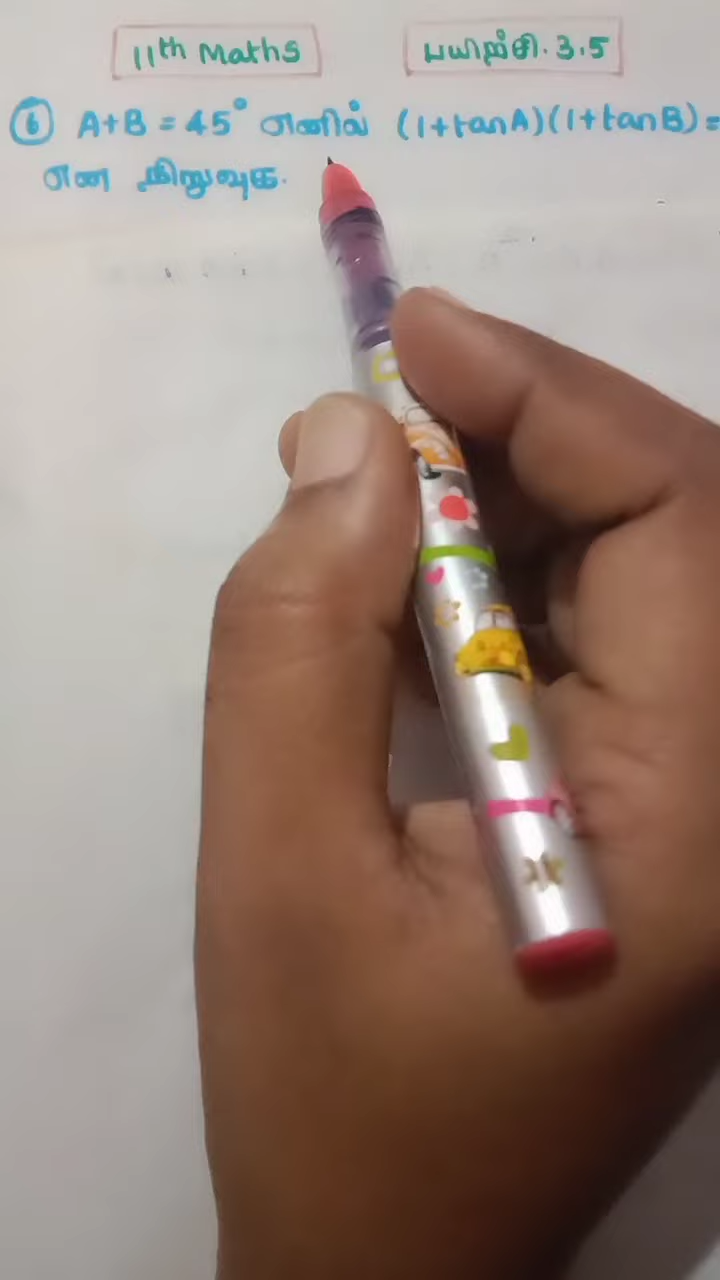 11th Maths
பயிற்சி. 3.5
6 A+B = 45° எனில் (1+tanA)(1+tanB)=
என நிறுவுக.